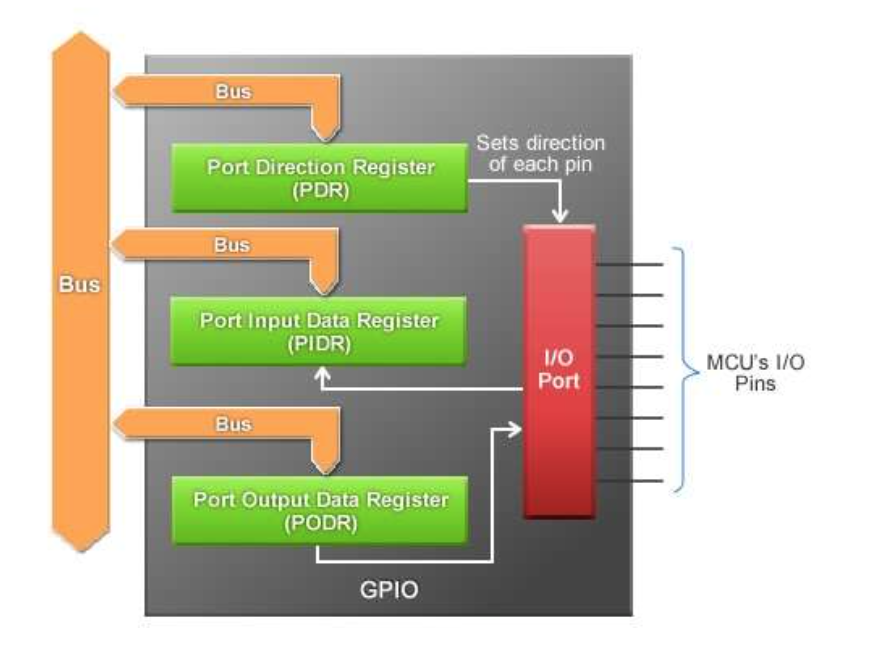 Bus
Bus
Port Direction Register
(PDR)
Sets direction
of each pin
Bus
Port Input Data Register
(PIDR)
I/O
Port
MCU's I/O
Pins
Bus
Port Output Data Register
(PODR)
GPIO